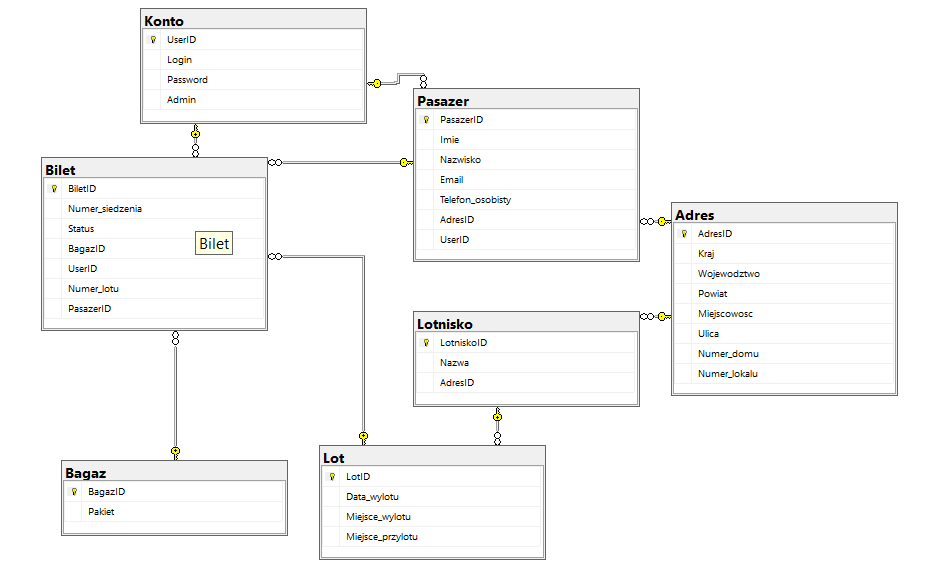 Konto
UserID
Login
Password
Admin
Pasazer
PasazerID
Imie
Nazwisko
Email
Telefon_osobisty
AdresID
UserID
Bilet
BiletID
Numer_siedzenia
Status
BagazID
UserID
Numer_lotu
PasazerID
Bilet
Adres
AdresID
Kraj
Wojewodztwo
Powiat
Miejscowosc
Ulica
Numer_domu
Numer_lokalu
Lotnisko
LotniskoID
Nazwa
AdresID
Bagaz
BagazID
Pakiet
Lot
LotID
Data_wylotu
Miejsce_wylotu
Miejsce_przylotu